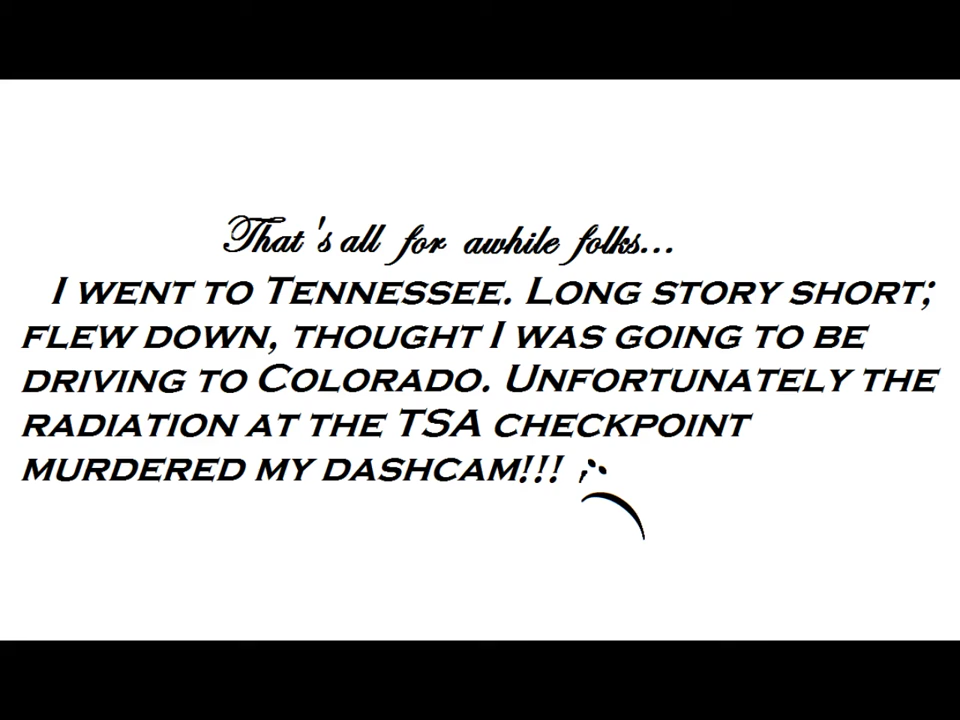 That's all for awhile folks...
I went to Tennessee. Long story short;
flew down, thought I was going to be
driving to Colorado. Unfortunately the
radiation at the TSA checkpoint
murdered my dashcam!!! ;(